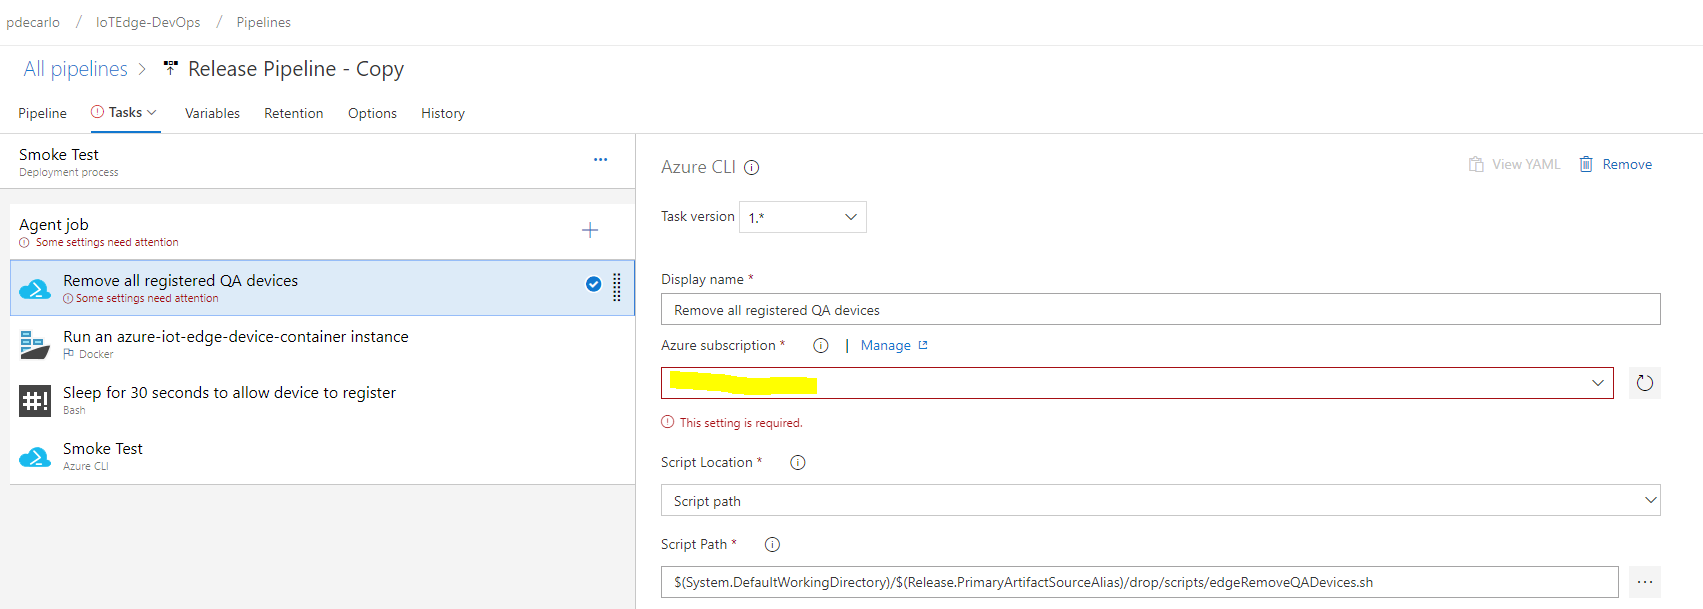 pdecarlo / IoTEdge-DevOps / Pipelines
All pipelines > Release Pipeline - Copy
Pipeline Tasks Variables Retention Options History
Smoke Test
Deployment process
Agent job
Some settings need attention
Remove all registered QA devices
Some settings need attention
Run an azure-iot-edge-device-container instance
Docker
#!
Sleep for 30 seconds to allow device to register
Bash
Smoke Test
Azure CLI
Azure CLI
View YAML Remove
Task version 1.*
Display name *
Remove all registered QA devices
Azure subscription * | Manage
This setting is required.
Script Location *
Script path
Script Path *
$(System.DefaultWorkingDirectory)/$(Release.PrimaryArtifactSourceAlias)/drop/scripts/edgeRemoveQADevices.sh